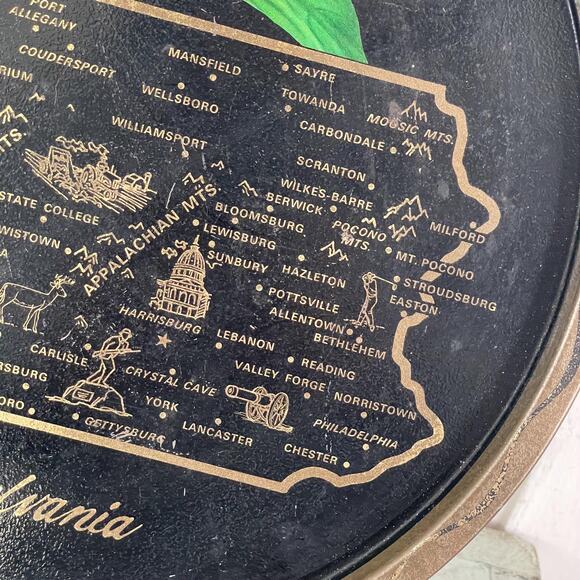 PORT
ALLEGANY
COUDERSPORT
MANSFIELD
SAYRE
WELLSBORO
TOWANDA
MOOSIC MTS.
WILLIAMSPORT
CARBONDALE
MTS.
SCRANTON
WILKES-BARRE
STATE COLLEGE
APPALACHIAN MTS.
BERWICK
BLOOMSBURG
POCONO
MTS.
MILFORD
LEWISBURG
MT. POCONO
SUNBURY
HAZLETON
STROUDSBURG
POTTSVILLE
EASTON
ALLENTOWN
HARRISBURG
BETHLEHEM
LEBANON
CARLISLE
READING
CRYSTAL CAVE
VALLEY FORGE
NORRISTOWN
YORK
GETTYSBURG
LANCASTER
PHILADELPHIA
CHESTER